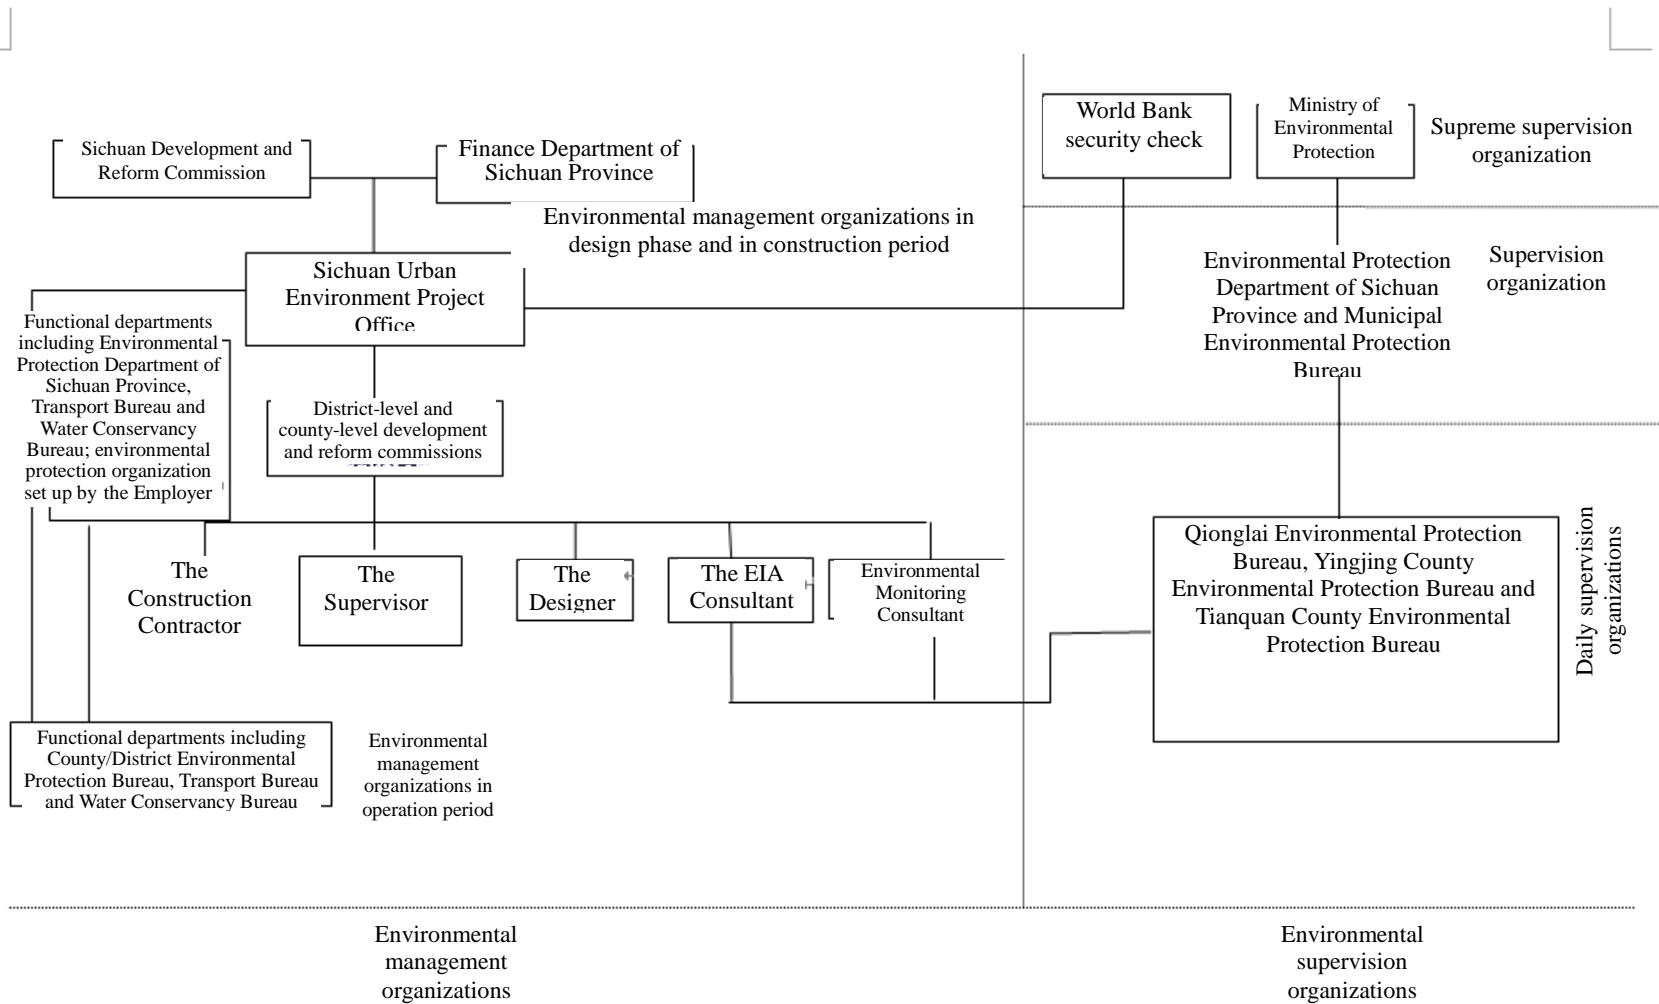 World Bank
security check
Ministry of
Environmental
Protection
Supreme supervision
organization
Sichuan Development and
Reform Commission
Finance Department of
Sichuan Province
Environmental management organizations in
design phase and in construction period
Sichuan Urban
Environment Project
Office
Environmental Protection
Department of Sichuan
Province and Municipal
Environmental Protection
Bureau
Supervision
organization
Functional departments
including Environmental
Protection Department of
Sichuan Province,
Transport Bureau and
Water Conservancy
Bureau; environmental
protection organization
set up by the Employer
District-level and
county-level development
and reform commissions
The
Construction
Contractor
The
Supervisor
The
Designer
The EIA
Consultant
Environmental
Monitoring
Consultant
Qionglai Environmental Protection
Bureau, Yingjing County
Environmental Protection Bureau and
Tianquan County Environmental
Protection Bureau
Daily supervision
organizations
Functional departments including
County/District Environmental
Protection Bureau, Transport Bureau
and Water Conservancy Bureau
Environmental
management
organizations in
operation period
Environmental
management
organizations
Environmental
supervision
organizations